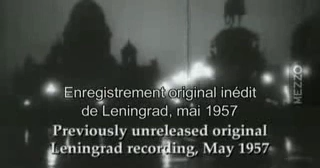 Enregistrement original inédit
de Leningrad, mai 1957
Previously unreleased original
Leningrad recording, May 1957
MEZZO